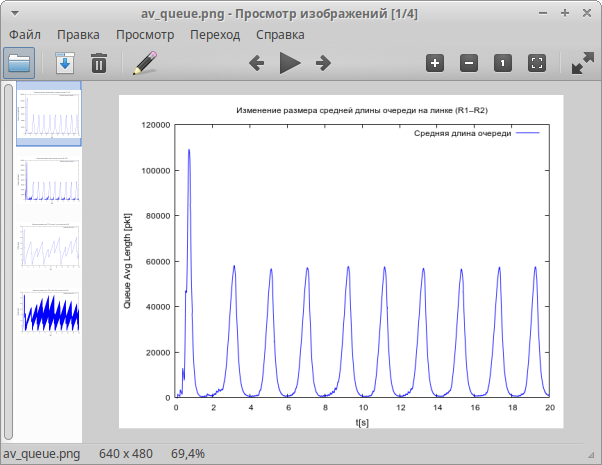 av_queue.png - Просмотр изображений [1/4]
Файл Правка Просмотр Переход Справка
1
Изменение размера средней длины очереди на линке (R1--R2)
Средняя длина очереди
120000
100000
80000
60000
40000
20000
0
Queue Avg Length [pkt]
0 2 4 6 8 10 12 14 16 18 20
t[s]
av_queue.png 640 x 480 69,4%